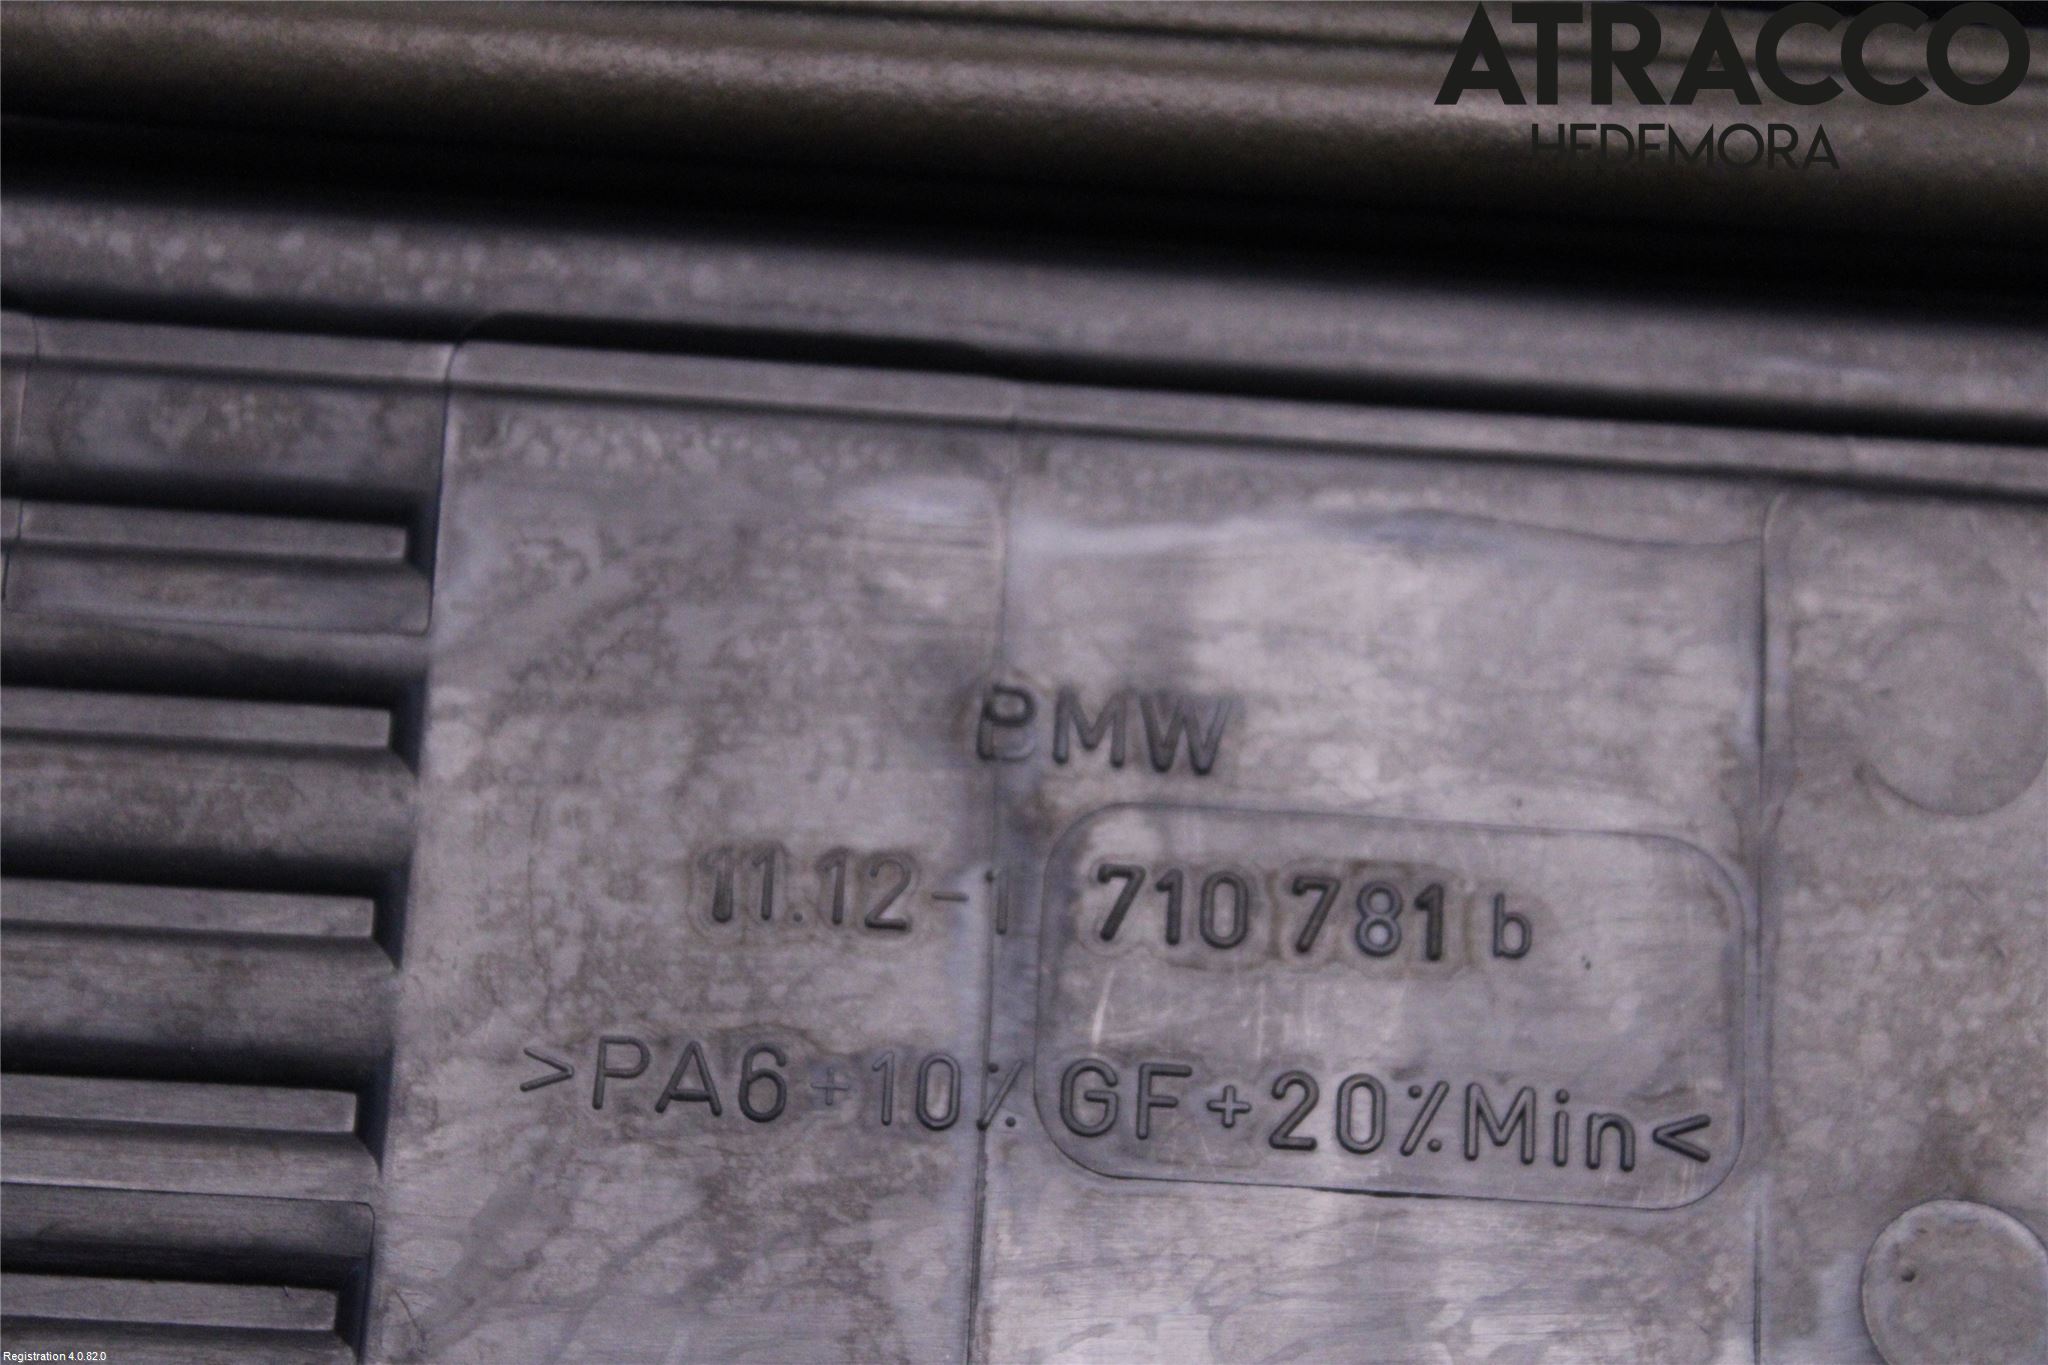 ATRACCO
HEDEMORA
BMW
11.12-1 710 781 b
>PA6+10% GF+20%Min<
Registration 4.0.82.0